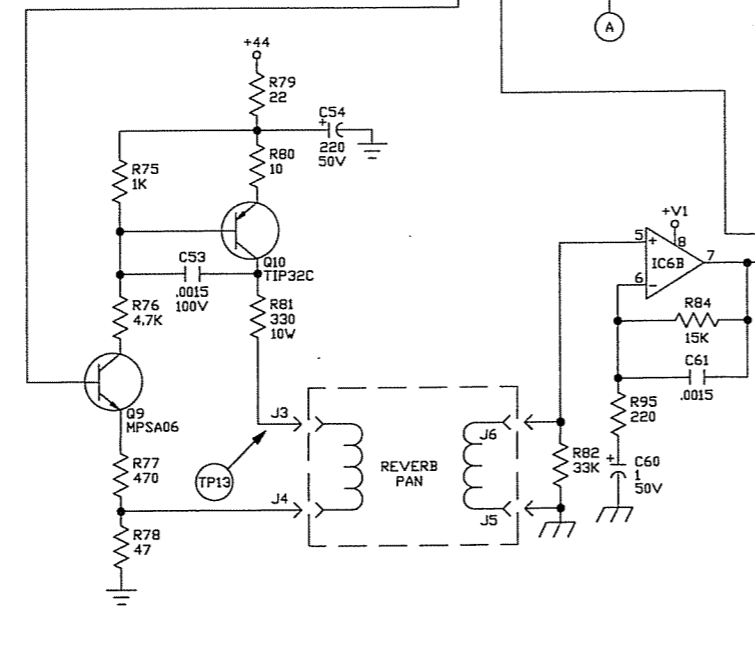 A
+44
R79
22
C54
+
220
50V
R80
10
R75
1K
Q10
TIP32C
C53
.0015
100V
R76
4.7K
R81
330
10W
Q9
MPSA06
J3
TP13
R77
470
J4
R78
47
REVERB
PAN
J6
J5
R82
33K
+V1
5
+
8
IC6B
7
6
−
R84
15K
C61
.0015
R95
220
+
C60
1
50V